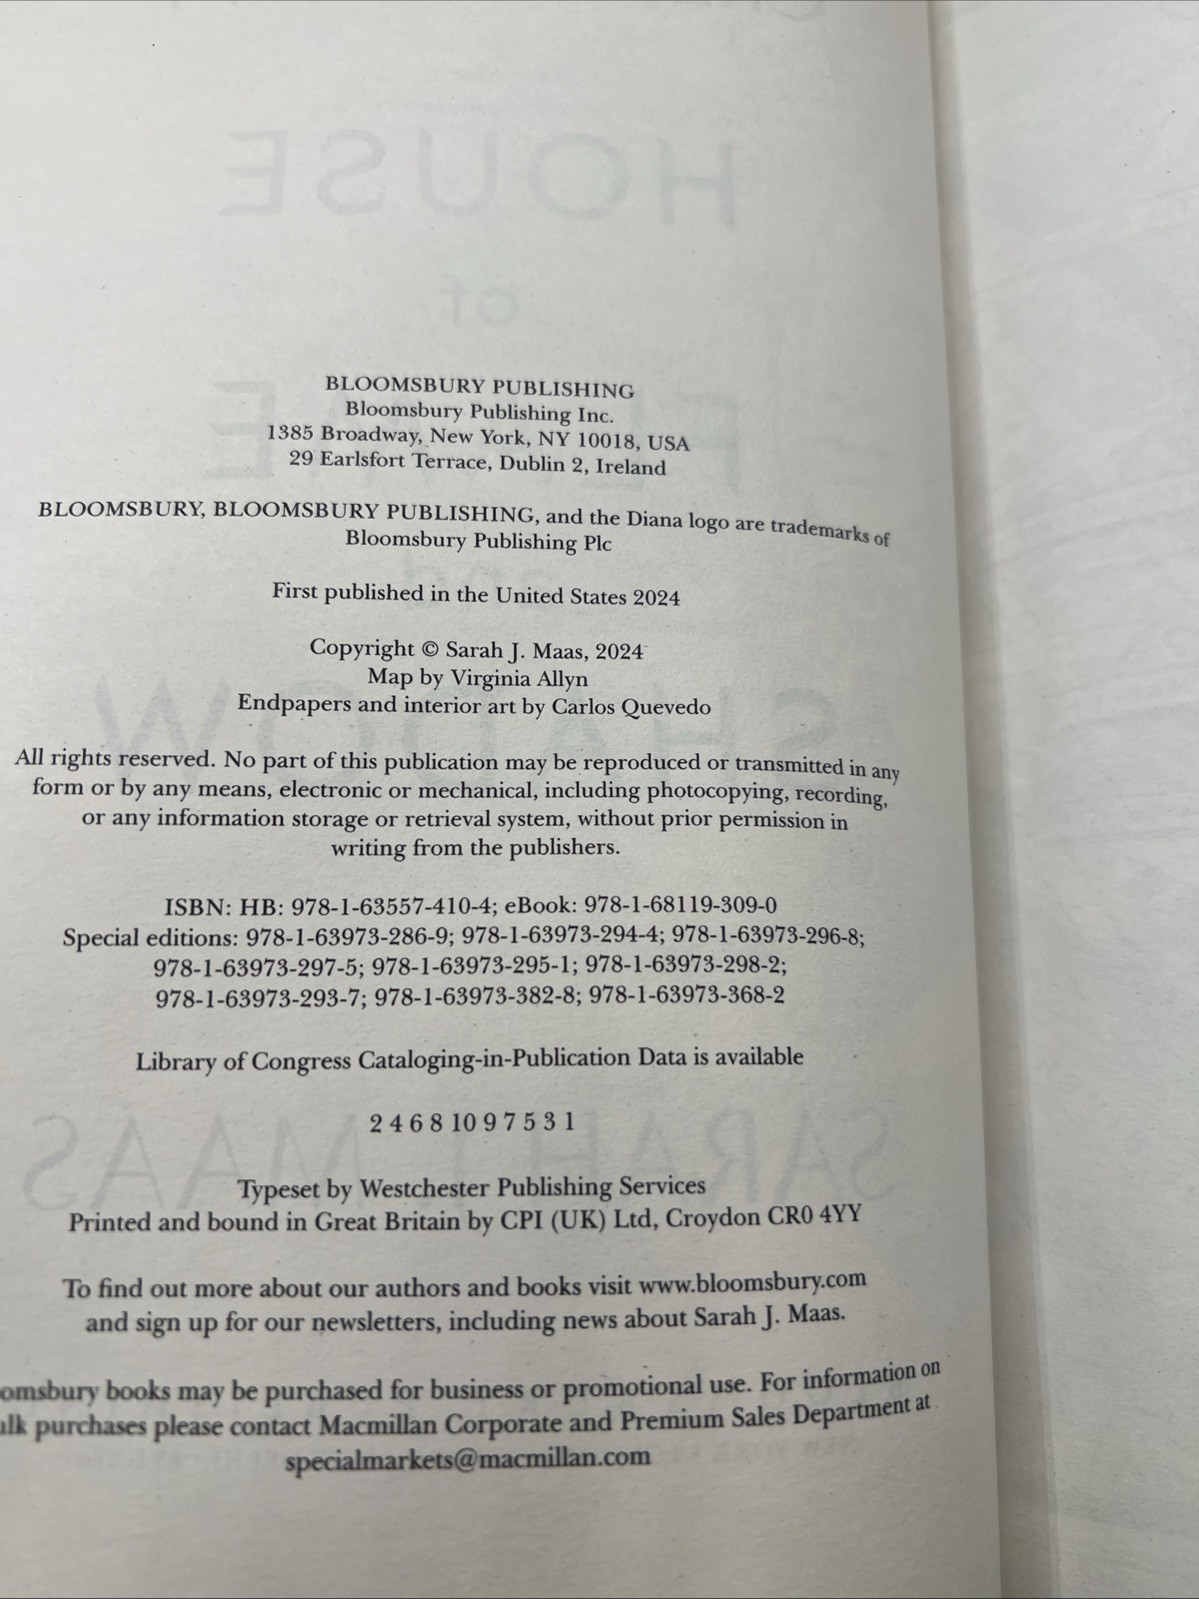 BLOOMSBURY PUBLISHING
Bloomsbury Publishing Inc.
1385 Broadway, New York, NY 10018, USA
29 Earlsfort Terrace, Dublin 2, Ireland
BLOOMSBURY, BLOOMSBURY PUBLISHING, and the Diana logo are trademarks of
Bloomsbury Publishing Plc
First published in the United States 2024
Copyright © Sarah J. Maas, 2024
Map by Virginia Allyn
Endpapers and interior art by Carlos Quevedo
All rights reserved. No part of this publication may be reproduced or transmitted in any
form or by any means, electronic or mechanical, including photocopying, recording,
or any information storage or retrieval system, without prior permission in
writing from the publishers.
ISBN: HB: 978-1-63557-410-4; eBook: 978-1-68119-309-0
Special editions: 978-1-63973-286-9; 978-1-63973-294-4; 978-1-63973-296-8;
978-1-63973-297-5; 978-1-63973-295-1; 978-1-63973-298-2;
978-1-63973-293-7; 978-1-63973-382-8; 978-1-63973-368-2
Library of Congress Cataloging-in-Publication Data is available
2 4 6 8 10 9 7 5 3 1
Typeset by Westchester Publishing Services
Printed and bound in Great Britain by CPI (UK) Ltd, Croydon CR0 4YY
To find out more about our authors and books visit www.bloomsbury.com
and sign up for our newsletters, including news about Sarah J. Maas.
omsbury books may be purchased for business or promotional use. For information on
ulk purchases please contact Macmillan Corporate and Premium Sales Department at
specialmarkets@macmillan.com